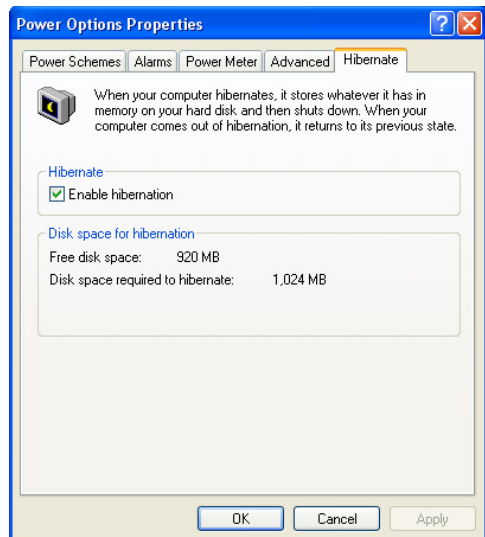 Power Options Properties
Power Schemes Alarms Power Meter Advanced Hibernate
When your computer hibernates, it stores whatever it has in
memory on your hard disk and then shuts down. When your
computer comes out of hibernation, it returns to its previous state.
Hibernate
Enable hibernation
Disk space for hibernation
Free disk space: 920 MB
Disk space required to hibernate: 1,024 MB
OK Cancel Apply